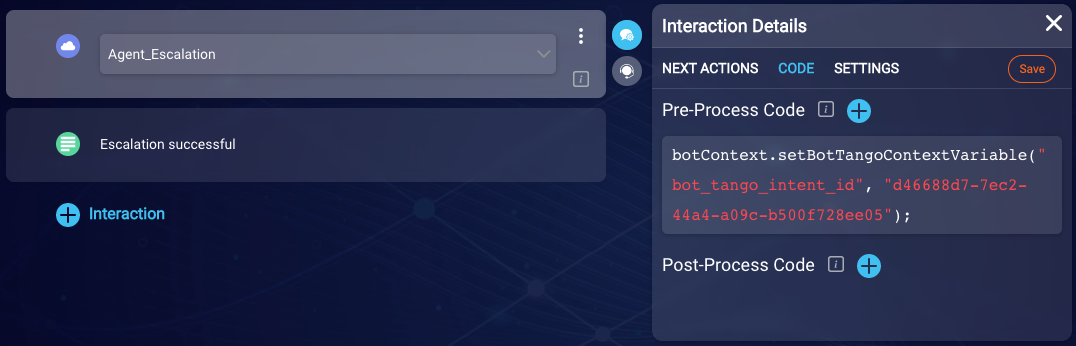 Agent_Escalation
i
Escalation successful
Interaction
Interaction Details
NEXT ACTIONS CODE SETTINGS Save
Pre-Process Code i
botContext.setBotTangoContextVariable("
bot_tango_intent_id", "d46688d7-7ec2-
44a4-a09c-b500f728ee05");
Post-Process Code i